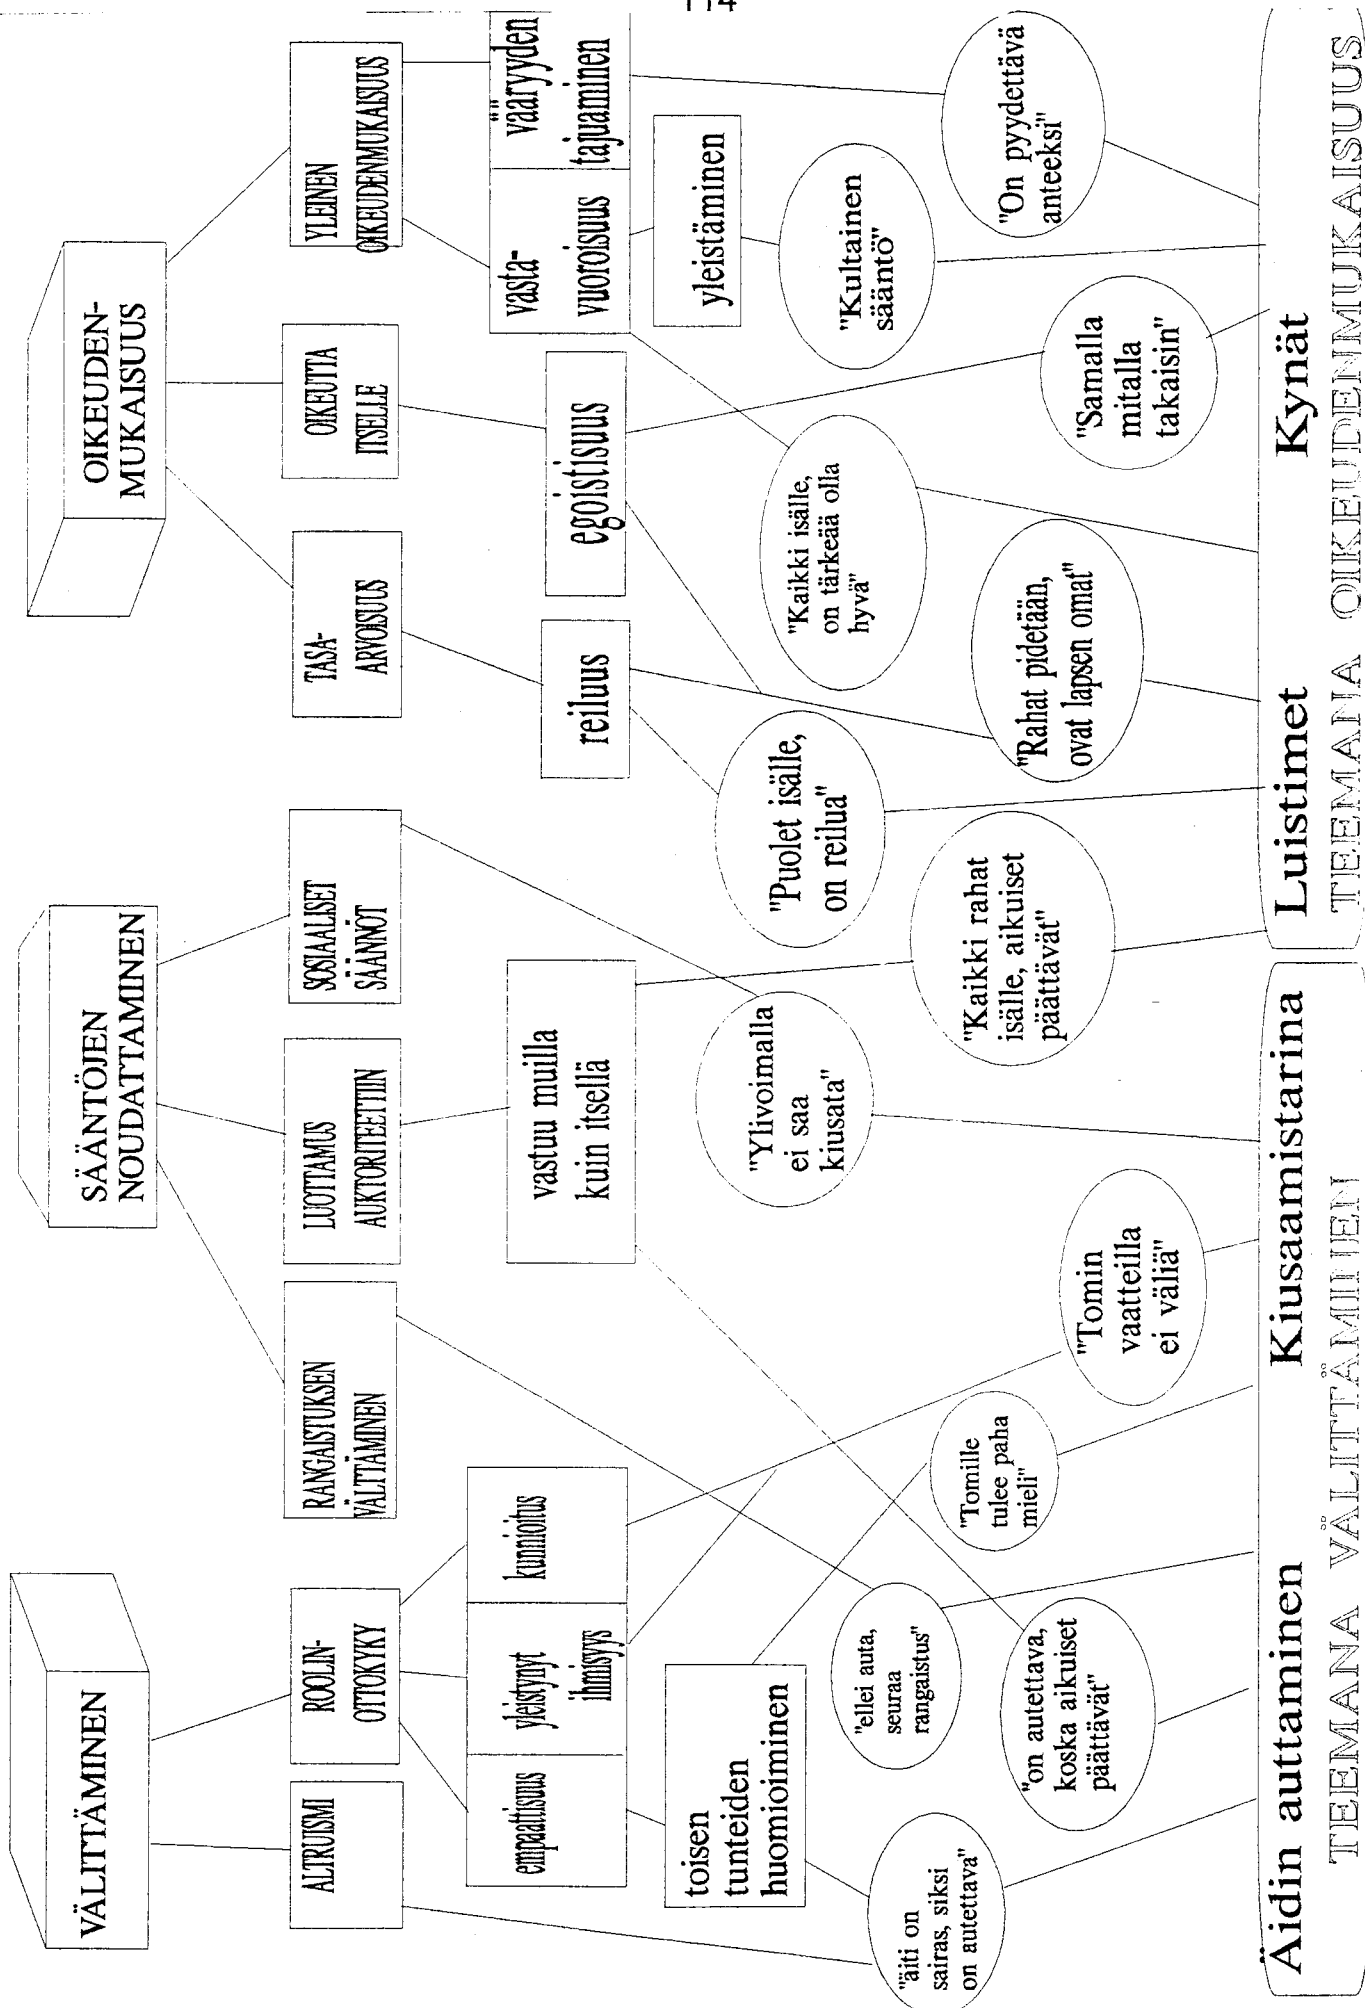 114
VÄLITTÄMINEN
SÄÄNTÖJEN
NOUDATTAMINEN
OIKEUDEN-
MUKAISUUS
ALTRUISMI
ROOLIN-
OTTOKYKY
RANGAISTUKSEN
VÄLTTÄMINEN
LUOTTAMUS
AUKTORITEETTIIN
SOSIAALISET
SÄÄNNÖT
TASA-
ARVOISUUS
OIKEUTA
ITSELLE
YLEINEN
OIKEUDENMUKAISUUS
empaattisuus
yleistynyt
ihmisyys
kunnioitus
vastuu muilla
kuin itsellä
reiluus
egoistisuus
vasta-
vuoroisuus
vääryyden
tajuaminen
toisen
tunteiden
huomioiminen
yleistäminen
"äiti on
sairas, siksi
on autettava"
"ellei auta,
seuraa
rangaistus"
"on autettava,
koska aikuiset
päättävät"
"Tomille
tulee paha
mieli"
"Tomin
vaatteilla
ei väliä"
"Ylivoimalla
ei saa
kiusata"
"Kaikki rahat
isälle, aikuiset
päättävät"
"Puolet isälle,
on reilua"
"Rahat pidetään,
ovat lapsen omat"
"Kaikki isälle,
on tärkeää olla
hyvä"
"Samalla
mitalla
takaisin"
"Kultainen
sääntö"
"On pyydettävä
anteeksi"
Äidin auttaminen
Kiusaamistarina
Luistimet
Kynät
TEEMANA VÄLITTÄMINEN
TEEMANA OIKEUDENMUKAISUUS